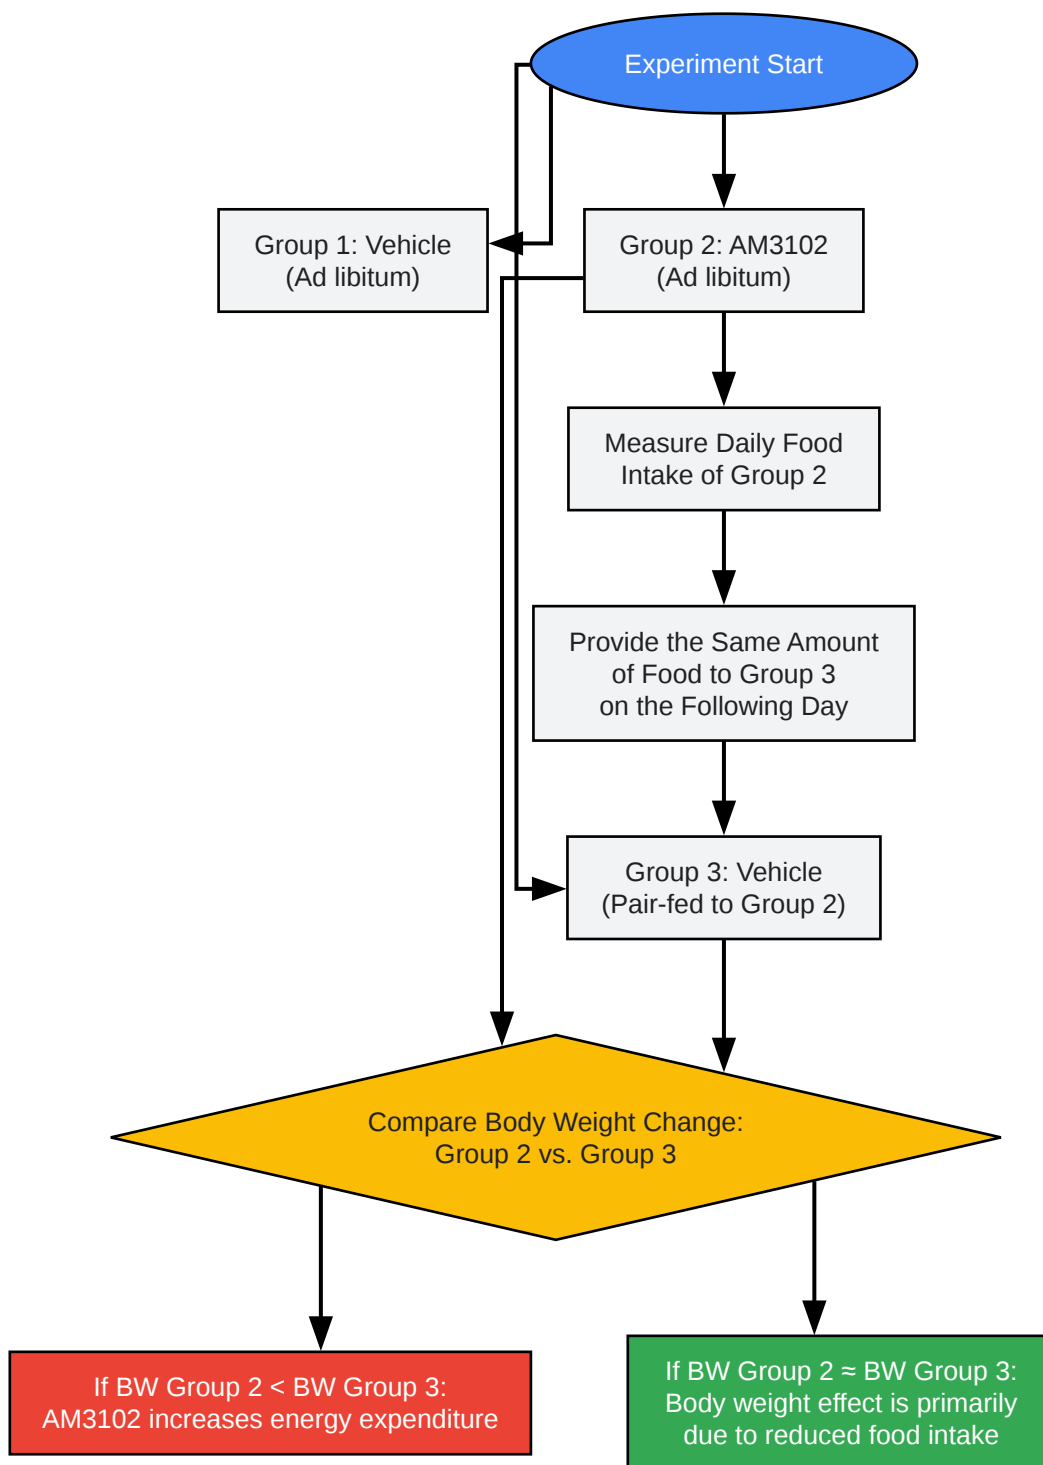 Experiment Start
Group 1: Vehicle
(Ad libitum)
Group 2: AM3102
(Ad libitum)
Measure Daily Food
Intake of Group 2
Provide the Same Amount
of Food to Group 3
on the Following Day
Group 3: Vehicle
(Pair-fed to Group 2)
Compare Body Weight Change:
Group 2 vs. Group 3
If BW Group 2 < BW Group 3:
AM3102 increases energy expenditure
If BW Group 2 ≈ BW Group 3:
Body weight effect is primarily
due to reduced food intake